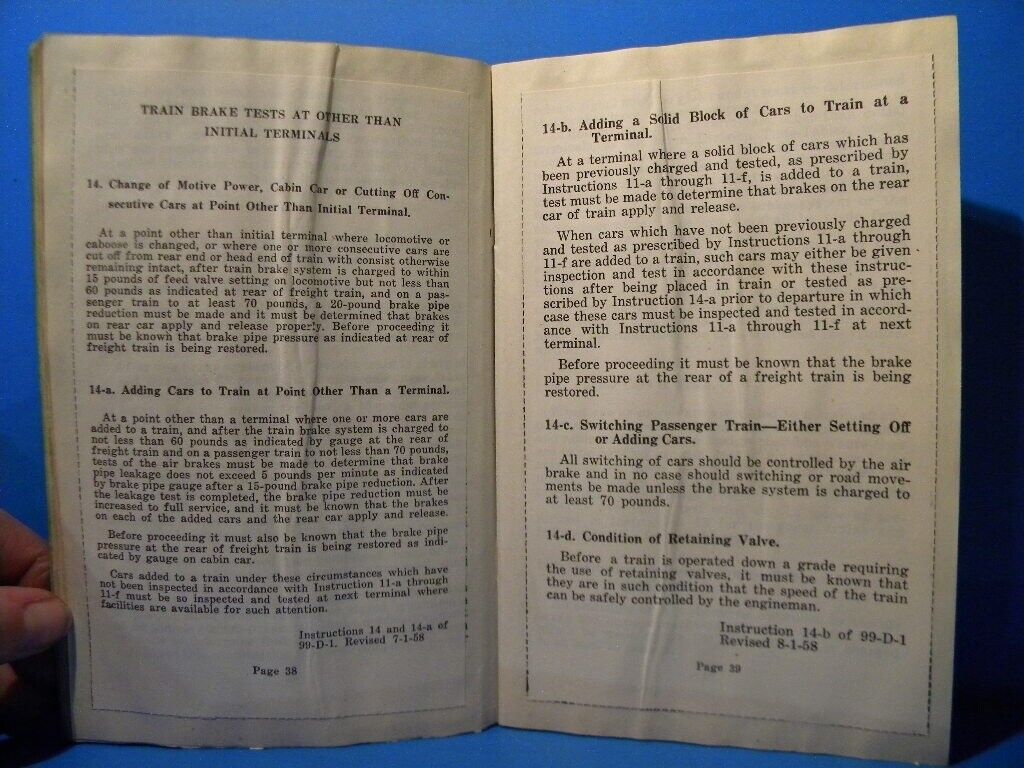 TRAIN BRAKE TESTS AT OTHER THAN
INITIAL TERMINALS
14. Change of Motive Power, Cabin Car or Cutting Off Con-
secutive Cars at Point Other Than Initial Terminal.
At a point other than initial terminal where locomotive or
caboose is changed, or where one or more consecutive cars are
cut off from rear end or head end of train with consist otherwise
remaining intact, after train brake system is charged to within
15 pounds of feed valve setting on locomotive but not less than
60 pounds as indicated at rear of freight train, and on a pas-
senger train to at least 70 pounds, a 20-pound brake pipe
reduction must be made and it must be determined that brakes
on rear car apply and release properly. Before proceeding it
must be known that brake pipe pressure as indicated at rear of
freight train is being restored.
14-a. Adding Cars to Train at Point Other Than a Terminal.
At a point other than a terminal where one or more cars are
added to a train, and after the train brake system is charged to
not less than 60 pounds as indicated by gauge at the rear of
freight train and on a passenger train to not less than 70 pounds,
tests of the air brakes must be made to determine that brake
pipe leakage does not exceed 5 pounds per minute as indicated
by brake pipe gauge after a 15-pound brake pipe reduction. After
the leakage test is completed, the brake pipe reduction must be
increased to full service, and it must be known that the brakes
on each of the added cars and the rear car apply and release.
Before proceeding it must also be known that the brake pipe
pressure at the rear of freight train is being restored as indi-
cated by gauge on cabin car.
Cars added to a train under these circumstances which have
not been inspected in accordance with Instruction 11-a through
11-f must be so inspected and tested at next terminal where
facilities are available for such attention.
Instructions 14 and 14-a of
99-D-1. Revised 7-1-58
Page 38
14-b. Adding a Solid Block of Cars to Train at a
Terminal.
At a terminal where a solid block of cars which has
been previously charged and tested, as prescribed by
Instructions 11-a through 11-f, is added to a train,
test must be made to determine that brakes on the rear
car of train apply and release.
When cars which have not been previously charged
and tested as prescribed by Instructions 11-a through
11-f are added to a train, such cars may either be given
inspection and test in accordance with these instruc-
tions after being placed in train or tested as pre-
scribed by Instruction 14-a prior to departure in which
case these cars must be inspected and tested in accord-
ance with Instructions 11-a through 11-f at next
terminal.
Before proceeding it must be known that the brake
pipe pressure at the rear of a freight train is being
restored.
14-c. Switching Passenger Train—Either Setting Off
or Adding Cars.
All switching of cars should be controlled by the air
brake and in no case should switching or road move-
ments be made unless the brake system is charged to
at least 70 pounds.
14-d. Condition of Retaining Valve.
Before a train is operated down a grade requiring
the use of retaining valves, it must be known that
they are in such condition that the speed of the train
can be safely controlled by the engineman.
Instruction 14-b of 99-D-1
Revised 8-1-58
Page 39